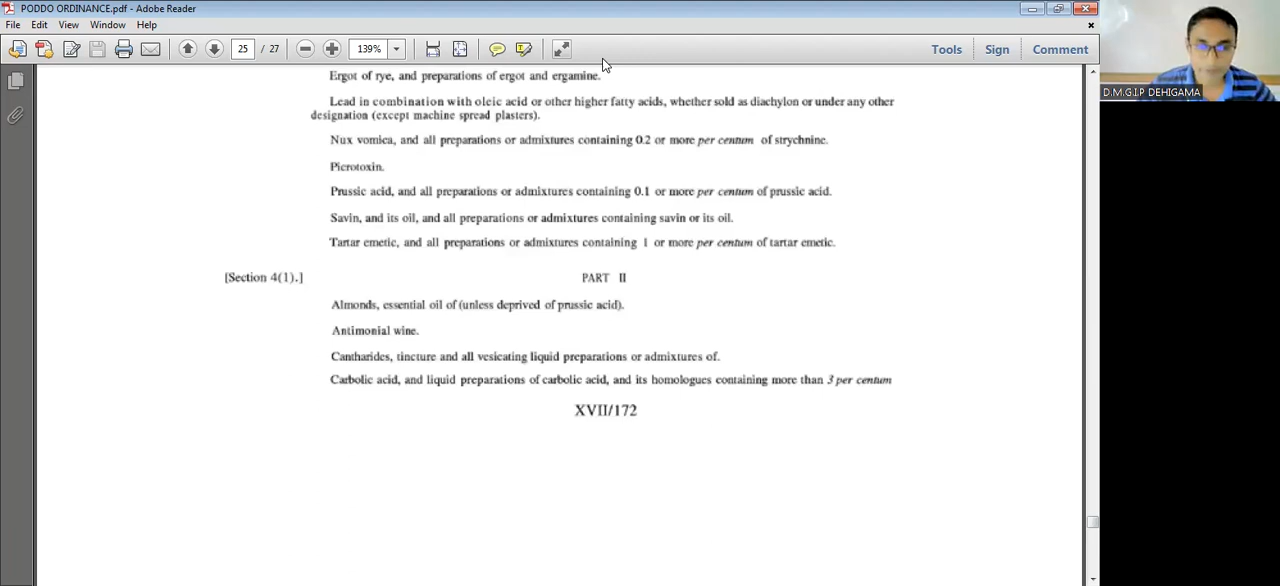 PODDO ORDINANCE.pdf - Adobe Reader
File Edit View Window Help
25 / 27 139% Tools Sign Comment
Ergot of rye, and preparations of ergot and ergamine.
D.M.G.I.P DEHIGAMA
Lead in combination with oleic acid or other higher fatty acids, whether sold as diachylon or under any other
designation (except machine spread plasters).
Nux vomica, and all preparations or admixtures containing 0.2 or more per centum of strychnine.
Picrotoxin.
Prussic acid, and all preparations or admixtures containing 0.1 or more per centum of prussic acid.
Savin, and its oil, and all preparations or admixtures containing savin or its oil.
Tartar emetic, and all preparations or admixtures containing 1 or more per centum of tartar emetic.
[Section 4(1).] PART II
Almonds, essential oil of (unless deprived of prussic acid).
Antimonial wine.
Cantharides, tincture and all vesicating liquid preparations or admixtures of.
Carbolic acid, and liquid preparations of carbolic acid, and its homologues containing more than 3 per centum
XVII/172